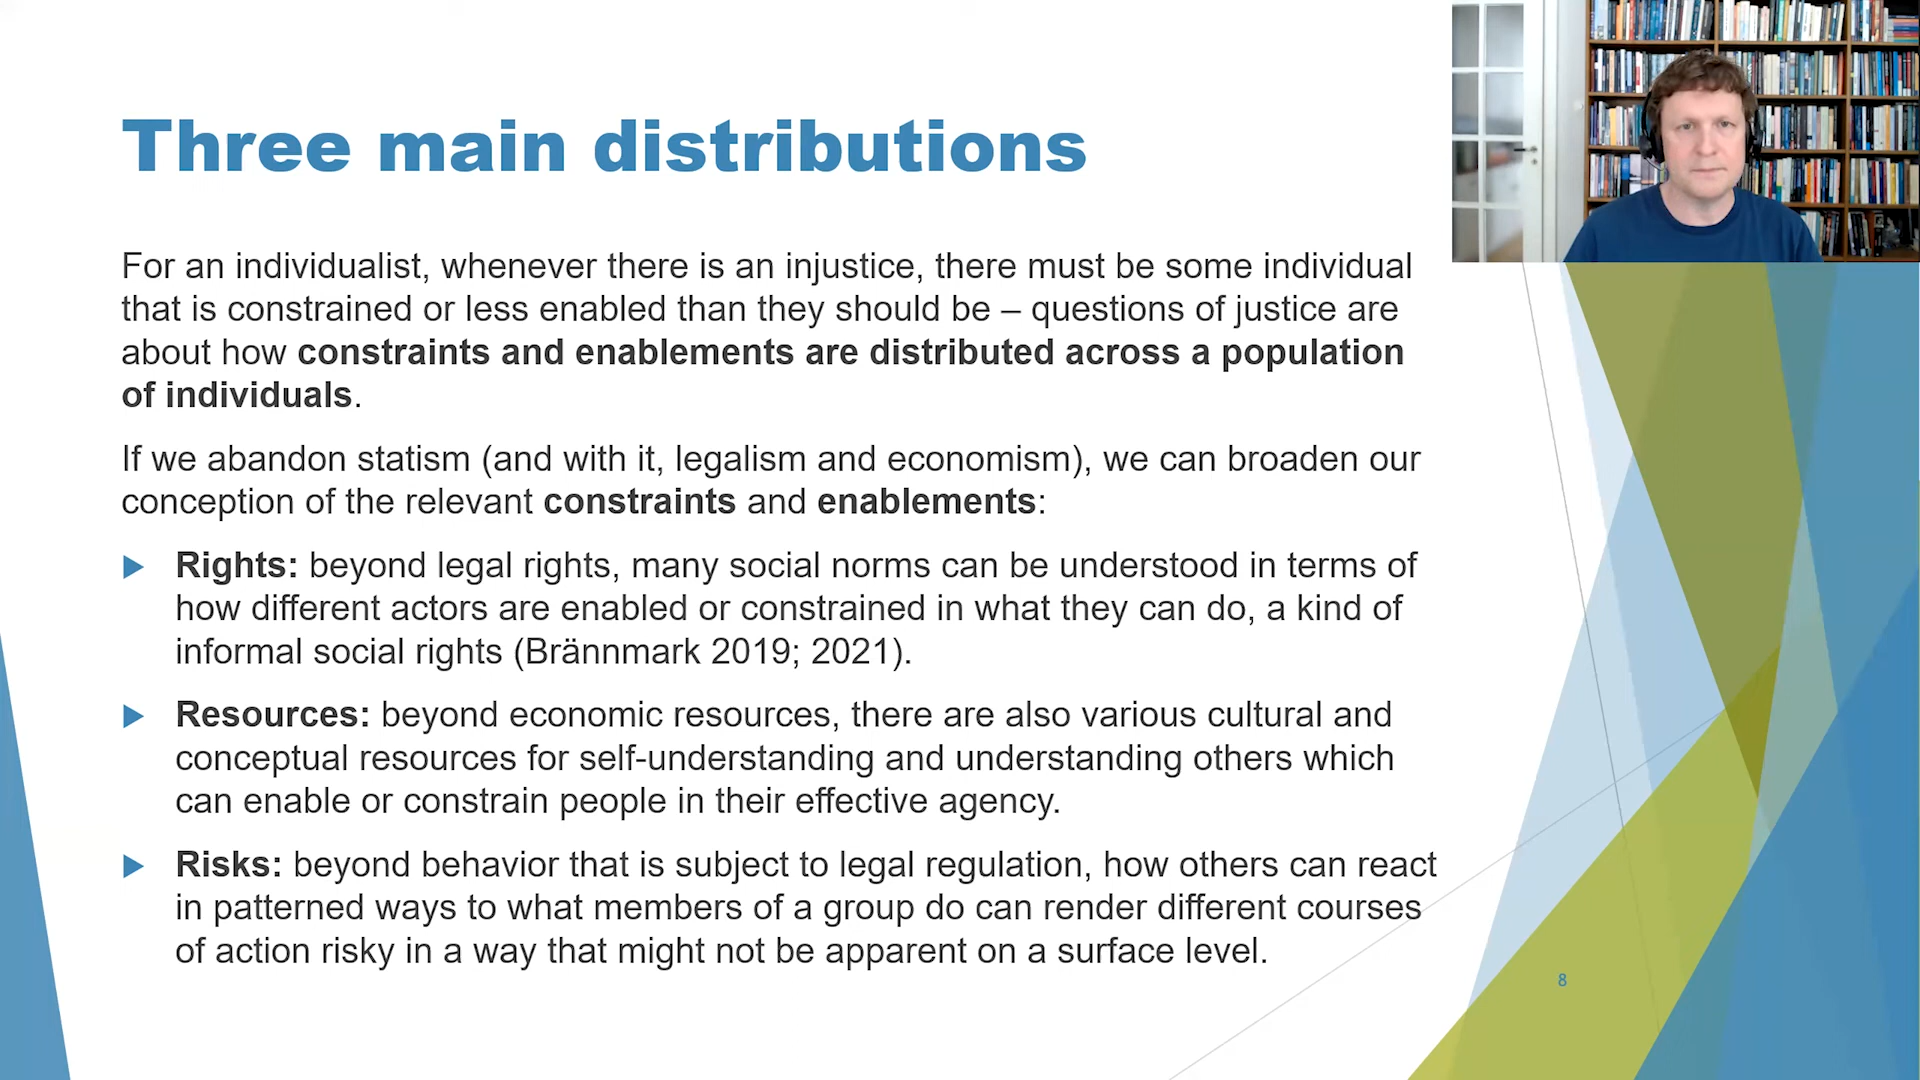 Three main distributions
For an individualist, whenever there is an injustice, there must be some individual
that is constrained or less enabled than they should be – questions of justice are
about how constraints and enablements are distributed across a population
of individuals.
If we abandon statism (and with it, legalism and economism), we can broaden our
conception of the relevant constraints and enablements:
Rights: beyond legal rights, many social norms can be understood in terms of
how different actors are enabled or constrained in what they can do, a kind of
informal social rights (Brännmark 2019; 2021).
Resources: beyond economic resources, there are also various cultural and
conceptual resources for self-understanding and understanding others which
can enable or constrain people in their effective agency.
Risks: beyond behavior that is subject to legal regulation, how others can react
in patterned ways to what members of a group do can render different courses
of action risky in a way that might not be apparent on a surface level.
8